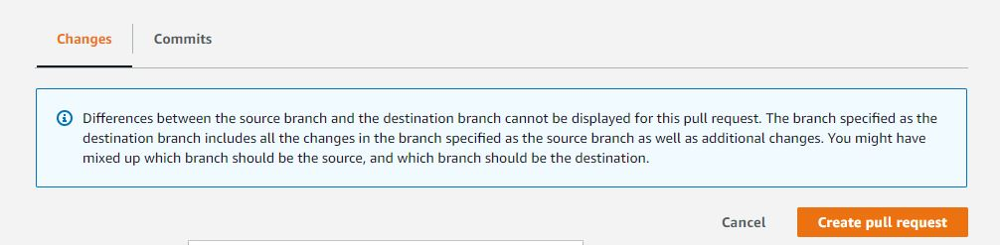 Changes
Commits
Differences between the source branch and the destination branch cannot be displayed for this pull request. The branch specified as the
destination branch includes all the changes in the branch specified as the source branch as well as additional changes. You might have
mixed up which branch should be the source, and which branch should be the destination.
Cancel
Create pull request